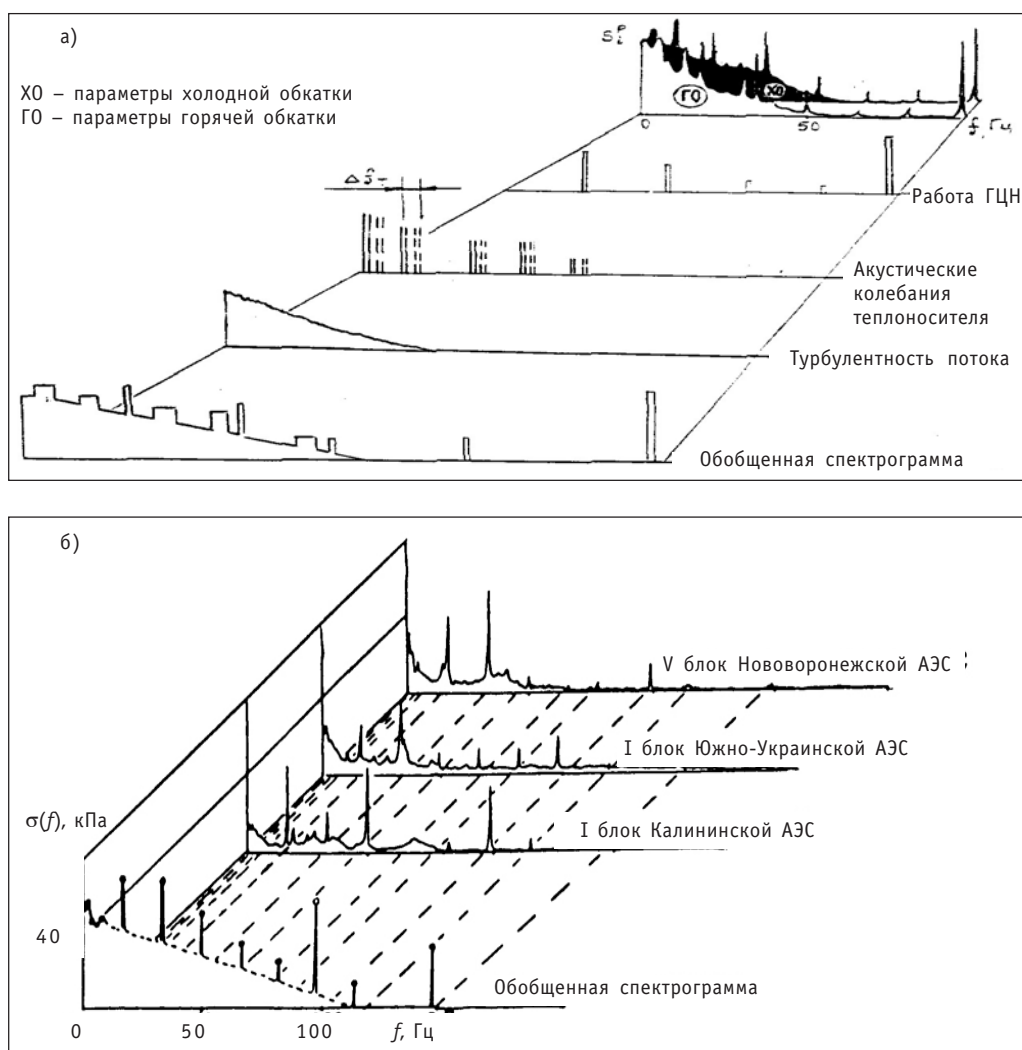 а)
ХО – параметры холодной обкатки
ГО – параметры горячей обкатки
ГО
ХО
0
50
f, Гц
Δf
Работа ГЦН
Акустические
колебания
теплоносителя
Турбулентность потока
Обобщенная спектрограмма
б)
V блок Нововоронежской АЭС
I блок Южно-Украинской АЭС
σ(f), кПа
I блок Калининской АЭС
40
Обобщенная спектрограмма
0
50
100
f, Гц